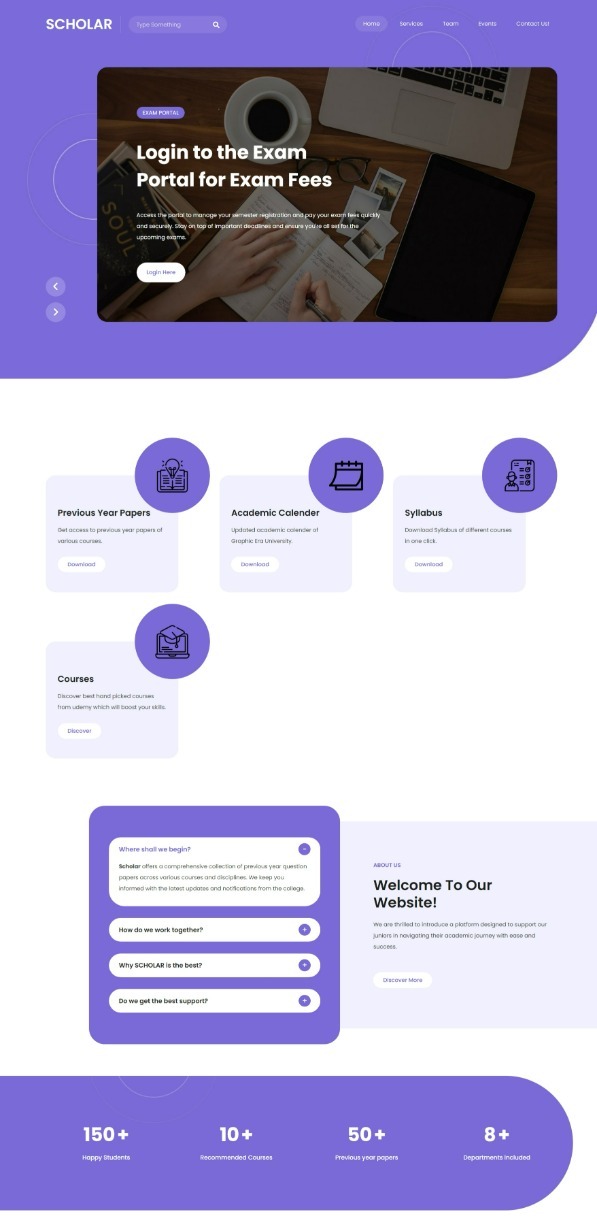 SCHOLAR
Type Something
Home
Services
Team
Events
Contact Us!
EXAM PORTAL
Login to the Exam
Portal for Exam Fees
Access the portal to manage your semester registration and pay your exam fees quickly
and securely. Stay on top of important deadlines and ensure you're all set for the
upcoming exams.
Login Here
SOUL
Previous Year Papers
Get access to previous year papers of
various courses.
Download
Academic Calender
Updated academic calender of
Graphic Era University.
Download
Syllabus
Download Syllabus of different courses
in one click.
Download
Courses
Discover best hand picked courses
from udemy which will boost your skills.
Discover
Where shall we begin?
Scholar offers a comprehensive collection of previous year question
papers across various courses and disciplines. We keep you
informed with the latest updates and notifications from the college.
How do we work together?
Why SCHOLAR is the best?
Do we get the best support?
ABOUT US
Welcome To Our
Website!
We are thrilled to introduce a platform designed to support our
juniors in navigating their academic journey with ease and
success.
Discover More
150+
Happy Students
10+
Recommended Courses
50+
Previous year papers
8+
Departments Included